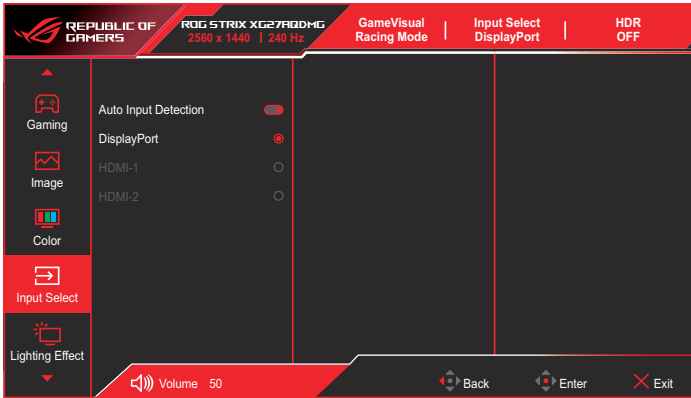 REPUBLIC OF
GAMERS
ROG STRIX XG27AQDMG
2560 x 1440 | 240 Hz
GameVisual
Racing Mode
Input Select
DisplayPort
HDR
OFF
Gaming
Image
Color
Input Select
Lighting Effect
Auto Input Detection
DisplayPort
HDMI-1
HDMI-2
Volume 50
Back
Enter
Exit